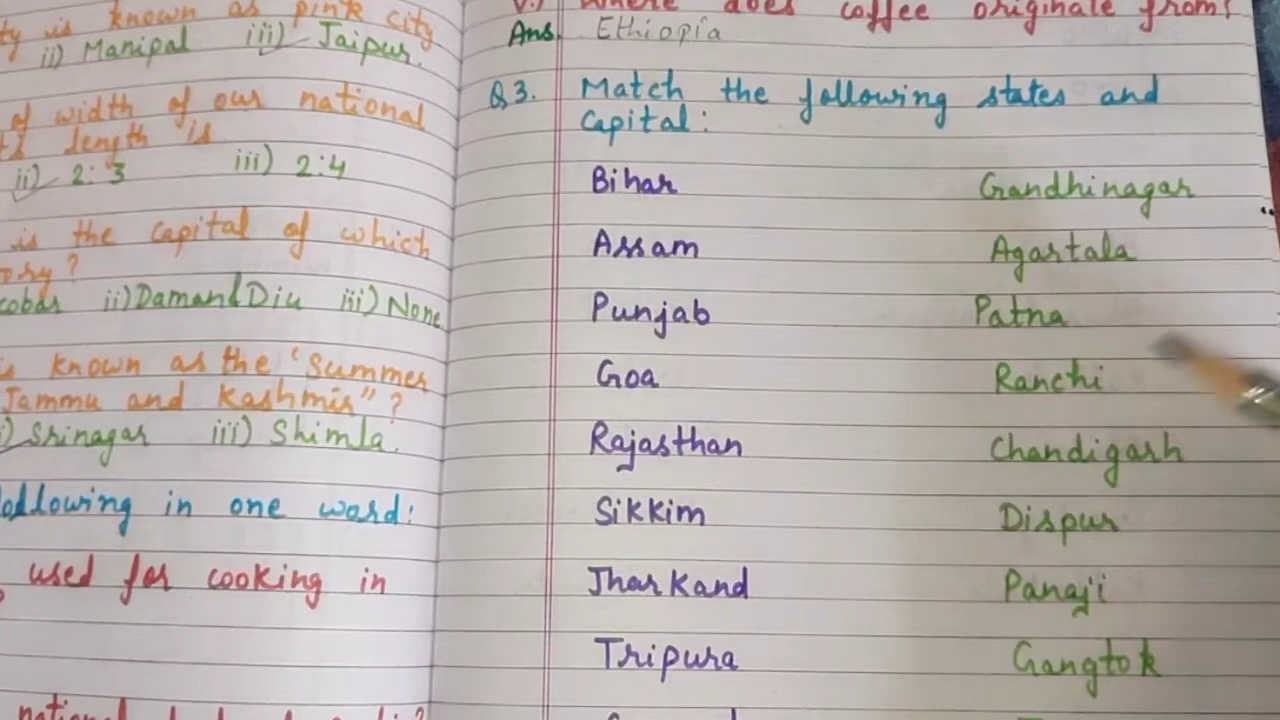 ty is known as pink city
ii) Manipal iii) Jaipur.
of width of our national
length is
ii) 2:3 iii) 2:4
is the capital of which
ory?
cobar ii) Daman & Diu iii) None
known as the "Summer
Jammu and Kashmir"?
i) Srinagar iii) Shimla.
ollowing in one word:
used for cooking in
V.) Where does coffee originate from?
Ans. Ethiopia
Q3. Match the following states and
Capital:
Bihar Gandhinagar
Assam Agartala
Punjab Patna
Goa Ranchi
Rajasthan Chandigarh
Sikkim Dispur
Jharkand Panaji
Tripura Gangtok